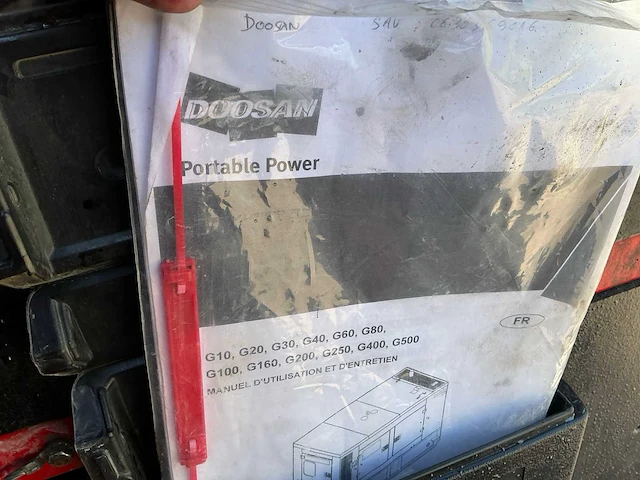 DOOSAN SAV
DOOSAN
Portable Power
FR
G10, G20, G30, G40, G60, G80,
G100, G160, G200, G250, G400, G500
MANUEL D'UTILISATION ET D'ENTRETIEN